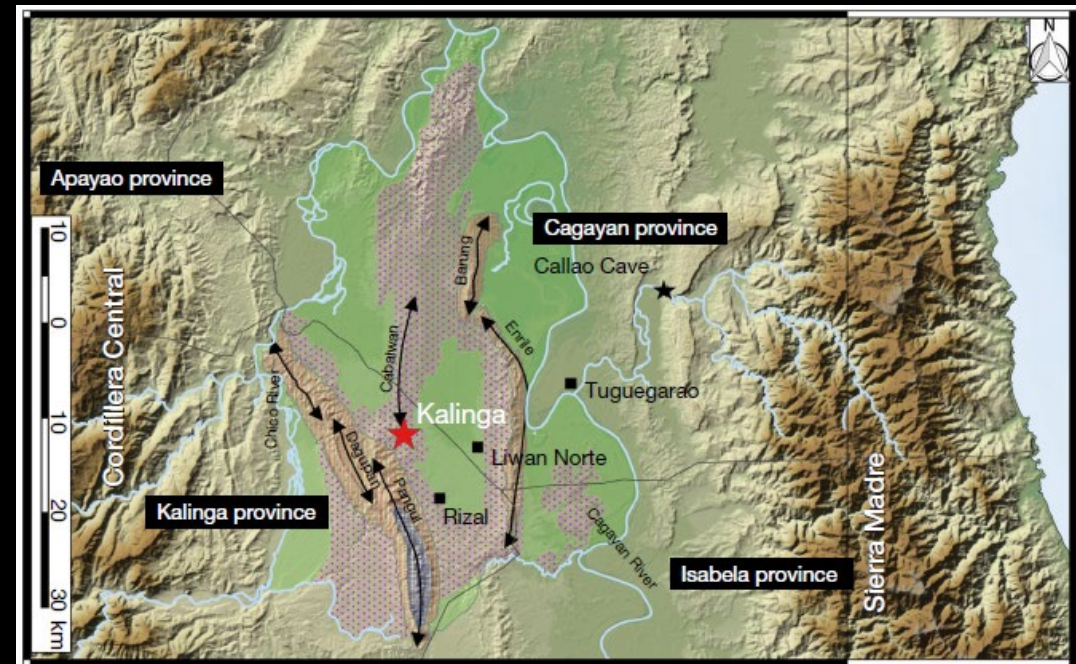 N
Apayao province
Cagayan province
Callao Cave
Barung
Enrile
Cabalwan
Tuguegarao
Kalinga
Chico River
Liwan Norte
Dagupan
Pangul
Rizal
Kalinga province
Cagayan River
Isabela province
Cordillera Central
Sierra Madre
10
0
10
20
30 km